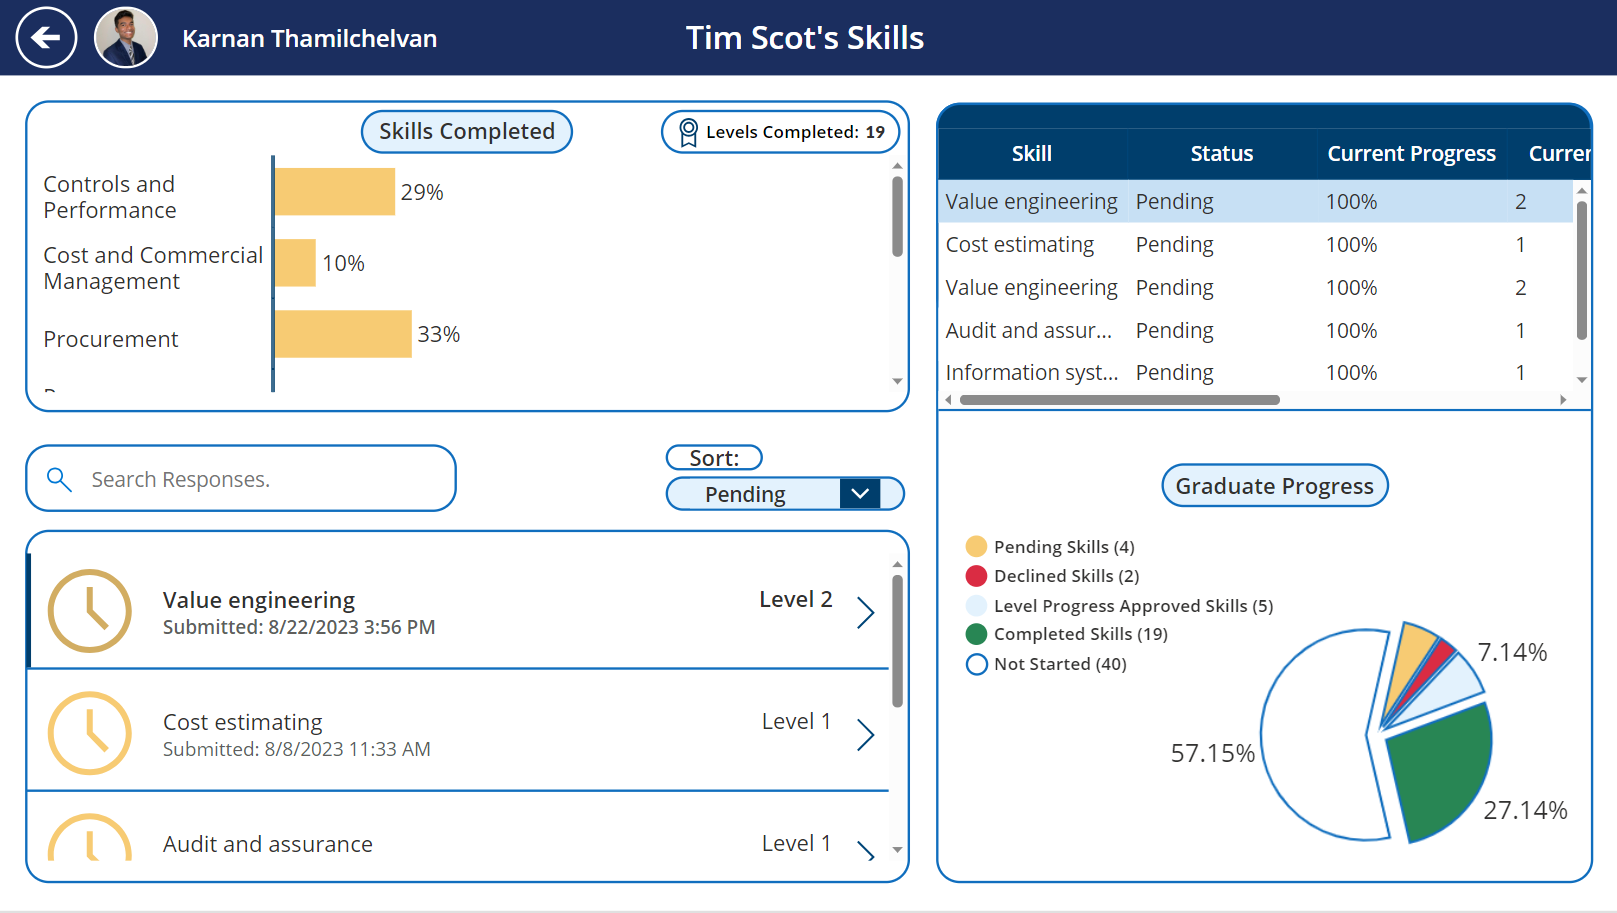 Karnan Thamilchelvan
Tim Scot's Skills
Skills Completed
Levels Completed: 19
Controls and
Performance
29%
Cost and Commercial
Management
10%
Procurement
33%
Search Responses.
Sort:
Pending
Value engineering
Submitted: 8/22/2023 3:56 PM
Level 2
Cost estimating
Submitted: 8/8/2023 11:33 AM
Level 1
Audit and assurance
Level 1
Skill Status Current Progress Curren
Value engineering Pending 100% 2
Cost estimating Pending 100% 1
Value engineering Pending 100% 2
Audit and assur... Pending 100% 1
Information syst... Pending 100% 1
Graduate Progress
Pending Skills (4)
Declined Skills (2)
Level Progress Approved Skills (5)
Completed Skills (19)
Not Started (40)
7.14%
57.15%
27.14%